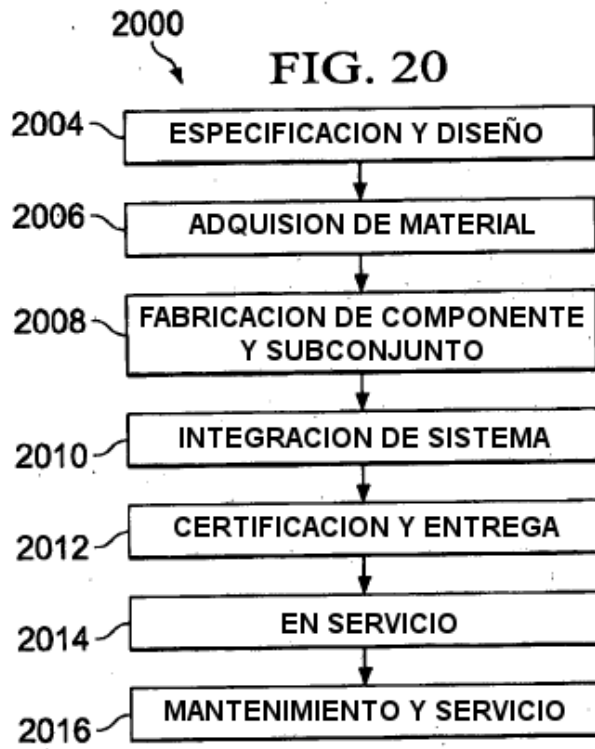 2000
FIG. 20
2004
ESPECIFICACION Y DISEÑO
2006
ADQUISION DE MATERIAL
2008
FABRICACION DE COMPONENTE
Y SUBCONJUNTO
2010
INTEGRACION DE SISTEMA
2012
CERTIFICACION Y ENTREGA
2014
EN SERVICIO
2016
MANTENIMIENTO Y SERVICIO